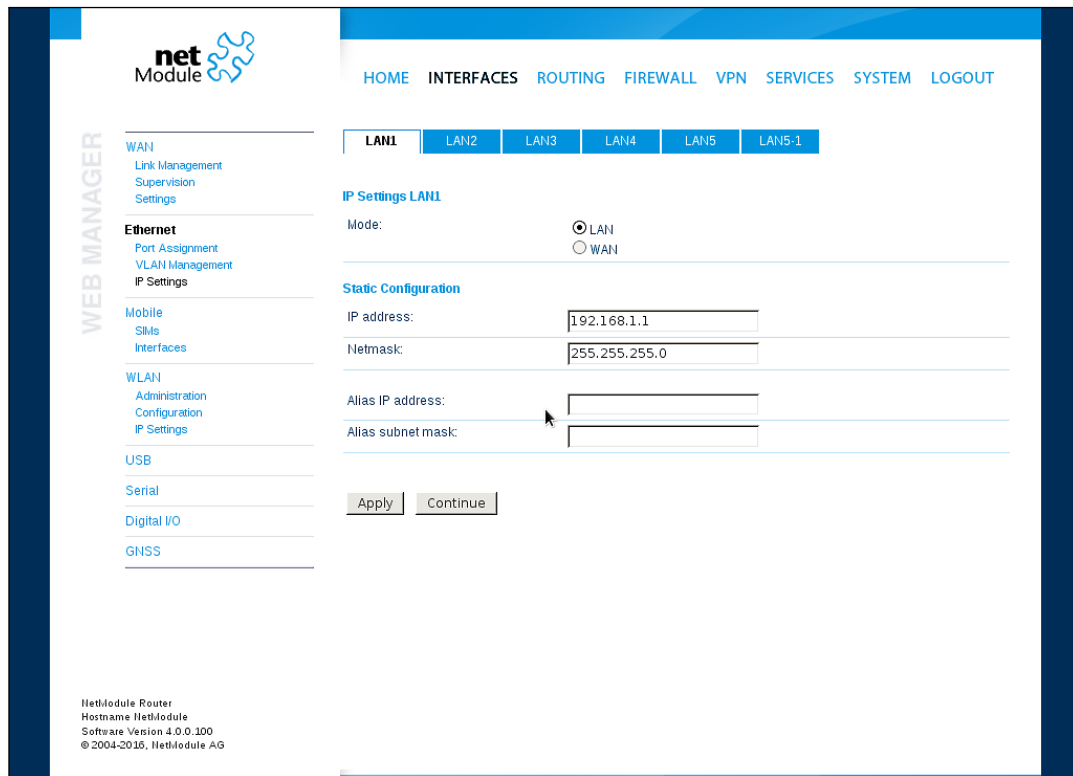 net
Module
HOME INTERFACES ROUTING FIREWALL VPN SERVICES SYSTEM LOGOUT
WEB MANAGER
WAN
Link Management
Supervision
Settings
Ethernet
Port Assignment
VLAN Management
IP Settings
Mobile
SIMs
Interfaces
WLAN
Administration
Configuration
IP Settings
USB
Serial
Digital I/O
GNSS
LAN1 LAN2 LAN3 LAN4 LAN5 LAN5-1
IP Settings LAN1
Mode: LAN
WAN
Static Configuration
IP address: 192.168.1.1
Netmask: 255.255.255.0
Alias IP address:
Alias subnet mask:
Apply Continue
NetModule Router
Hostname NetModule
Software Version 4.0.0.100
© 2004-2016, NetModule AG